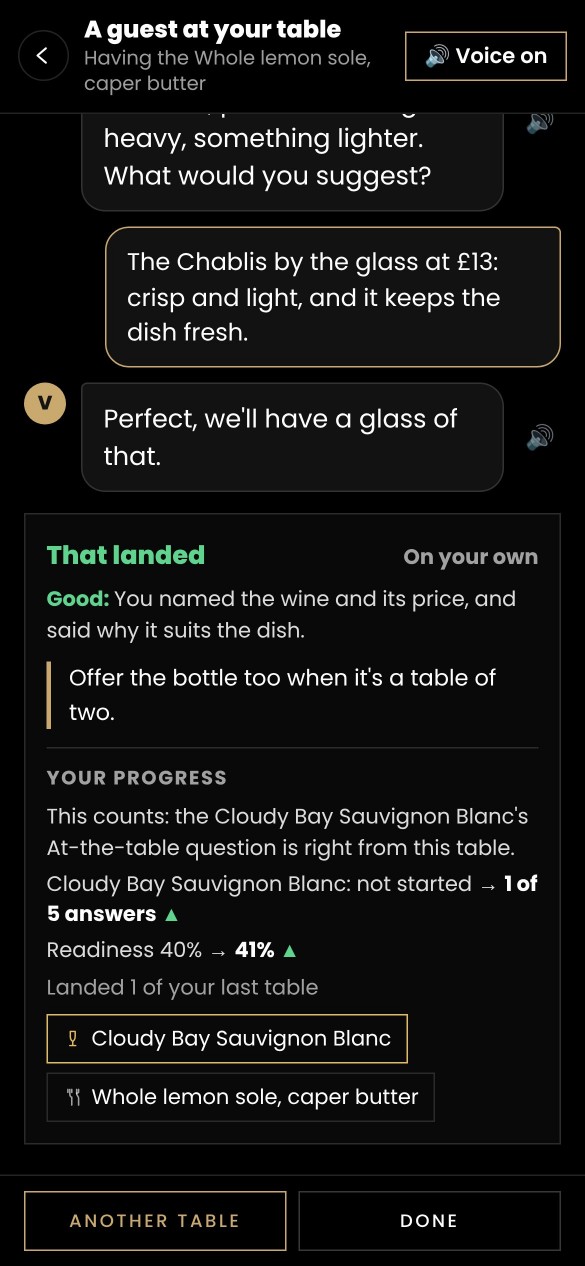 A guest at your table
Having the Whole lemon sole,
caper butter
🔊 Voice on
heavy, something lighter.
What would you suggest?
The Chablis by the glass at £13:
crisp and light, and it keeps the
dish fresh.
V
Perfect, we'll have a glass of
that.
That landed
On your own
Good: You named the wine and its price, and
said why it suits the dish.
Offer the bottle too when it's a table of
two.
YOUR PROGRESS
This counts: the Cloudy Bay Sauvignon Blanc's
At-the-table question is right from this table.
Cloudy Bay Sauvignon Blanc: not started → 1 of
5 answers ▲
Readiness 40% → 41% ▲
Landed 1 of your last table
Cloudy Bay Sauvignon Blanc
Whole lemon sole, caper butter
ANOTHER TABLE
DONE